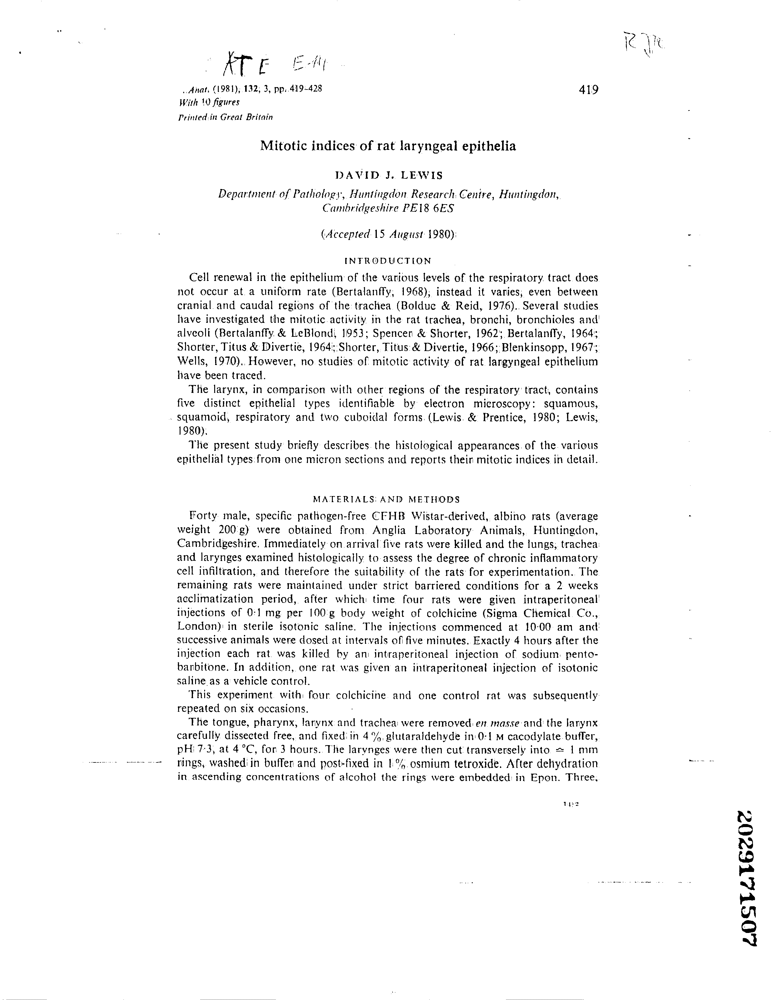 ATE
. . Anat. (1981), 132, 3, pp. 419-428
419
With 10 figures
Printed in Great Britain
Mitotic indices of rat laryngeal epithelia
DAVID J. LEWIS
Department of Pathology, Huntingdon Research Centre, Huntingdon,
Cambridgeshire PE18 6ES
(Accepted 15 August 1980)
INTRODUCTION
Cell renewal in the epithelium of the various levels of the respiratory tract does
not occur at a uniform rate (Bertalanffy, 1968); instead it varies, even between
cranial and caudal regions of the trachea (Bolduc & Reid, 1976). Several studies
have investigated the mitotic activity in the rat trachea, bronchi, bronchioles and
alveoli (Bertalanffy & LeBlond, 1953; Spencer & Shorter, 1962; Bertalanffy, 1964;
Shorter, Titus & Divertie, 1964; Shorter, Titus & Divertie, 1966; Blenkinsopp, 1967;
Wells, 1970). However, no studies of mitotic activity of rat largyngeal epithelium
have been traced.
The larynx, in comparison with other regions of the respiratory tract, contains
five distinct epithelial types identifiable by electron microscopy: squamous,
squamoid, respiratory and two cuboidal forms (Lewis & Prentice, 1980; Lewis,
1980).
The present study briefly describes the histological appearances of the various
epithelial types from one micron sections and reports their mitotic indices in detail.
MATERIALS AND METHODS
Forty male, specific pathogen-free CFHB Wistar-derived, albino rats (average
weight 200 g) were obtained from Anglia Laboratory Animals, Huntingdon,
Cambridgeshire. Immediately on arrival five rats were killed and the lungs, trachea
and larynges examined histologically to assess the degree of chronic inflammatory
cell infiltration, and therefore the suitability of the rats for experimentation. The
remaining rats were maintained under strict barriered conditions for a 2 weeks
acclimatization period, after which time four rats were given intraperitoneal
injections of 0·1 mg per 100 g body weight of colchicine (Sigma Chemical Co.,
London) in sterile isotonic saline. The injections commenced at 10·00 am and
successive animals were dosed at intervals of five minutes. Exactly 4 hours after the
injection each rat was killed by an intraperitoneal injection of sodium pento-
barbitone. In addition, one rat was given an intraperitoneal injection of isotonic
saline as a vehicle control.
This experiment with four colchicine and one control rat was subsequently
repeated on six occasions.
The tongue, pharynx, larynx and trachea were removed en masse and the larynx
carefully dissected free, and fixed in 4 % glutaraldehyde in 0·1 M cacodylate buffer,
pH 7·3, at 4 °C, for 3 hours. The larynges were then cut transversely into ≃ 1 mm
rings, washed in buffer and post-fixed in 1 % osmium tetroxide. After dehydration
in ascending concentrations of alcohol the rings were embedded in Epon. Three,
2029171507